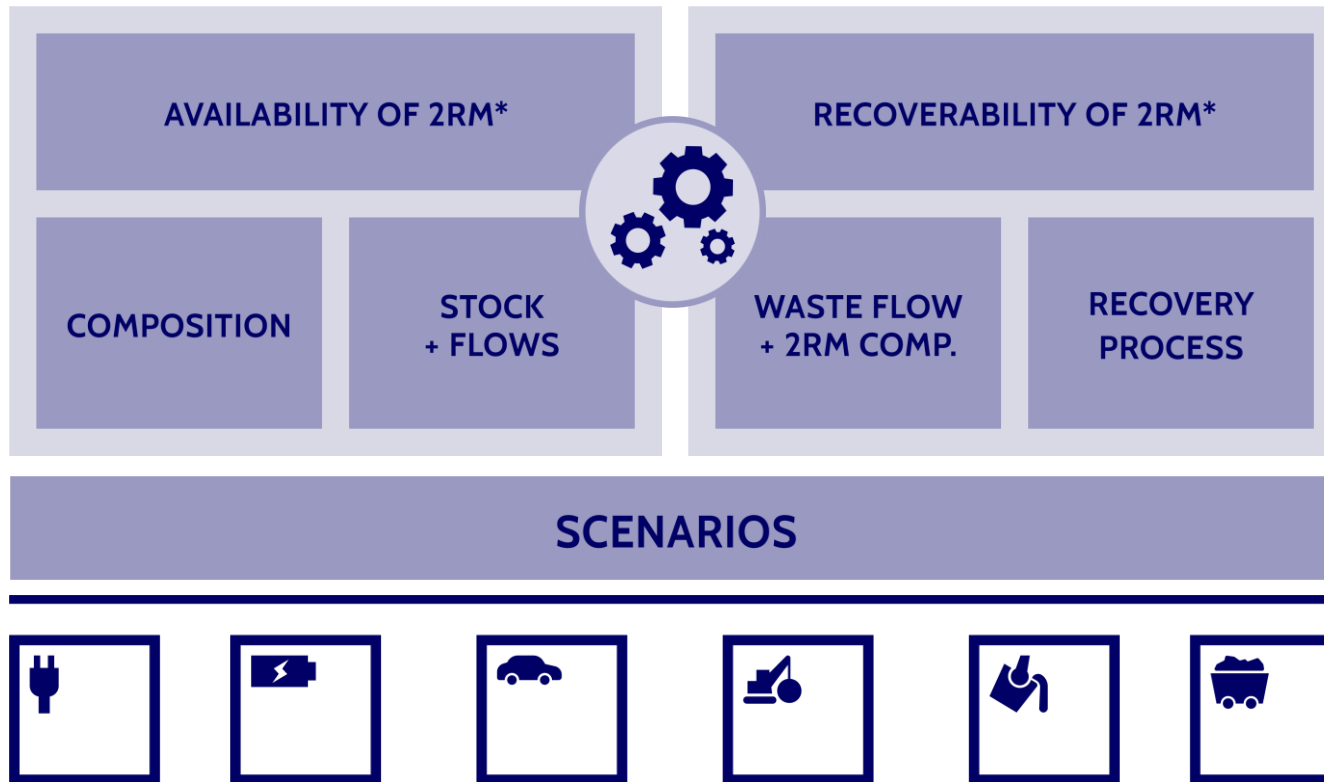 AVAILABILITY OF 2RM*
RECOVERABILITY OF 2RM*
COMPOSITION
STOCK
+ FLOWS
WASTE FLOW
+ 2RM COMP.
RECOVERY
PROCESS
SCENARIOS